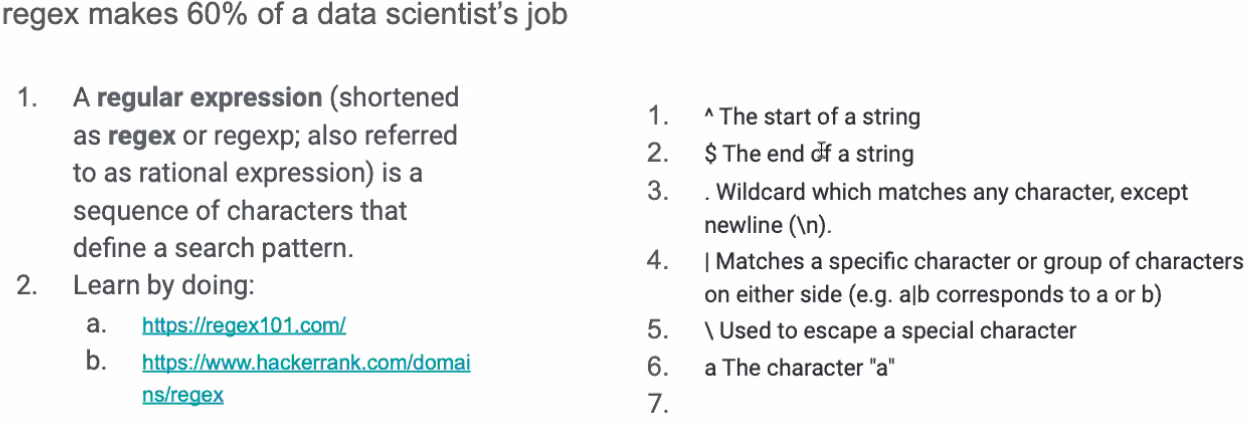 regex makes 60% of a data scientist's job
1. A regular expression (shortened
as regex or regexp; also referred
to as rational expression) is a
sequence of characters that
define a search pattern.
2. Learn by doing:
a. https://regex101.com/
b. https://www.hackerrank.com/domai
ns/regex
1. ^ The start of a string
2. $ The end of a string
3. . Wildcard which matches any character, except
newline (\n).
4. | Matches a specific character or group of characters
on either side (e.g. a|b corresponds to a or b)
5. \ Used to escape a special character
6. a The character "a"
7.